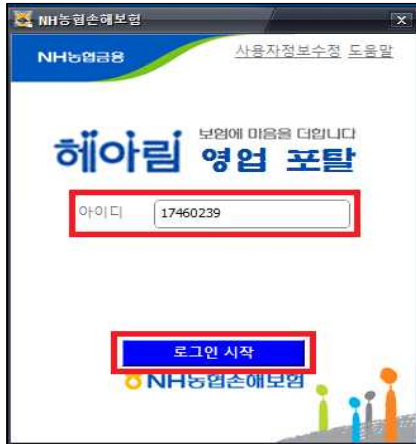 NH농협손해보험
NH농협금융
사용자정보수정 도움말
보험에 마음을 더합니다
헤아림 영업 포탈
아이디 17460239
로그인 시작
NH농협손해보험